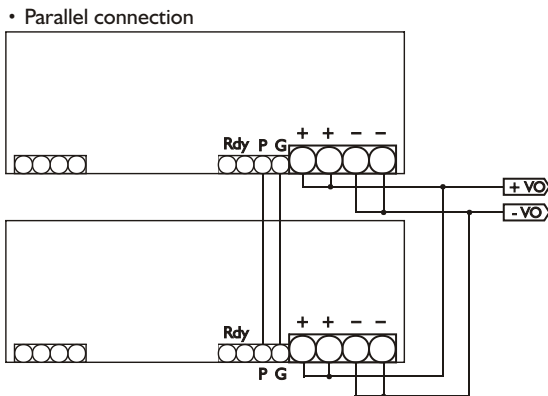 • Parallel connection
+ + − −
Rdy P G
+ VO
- VO
+ + − −
Rdy
P G